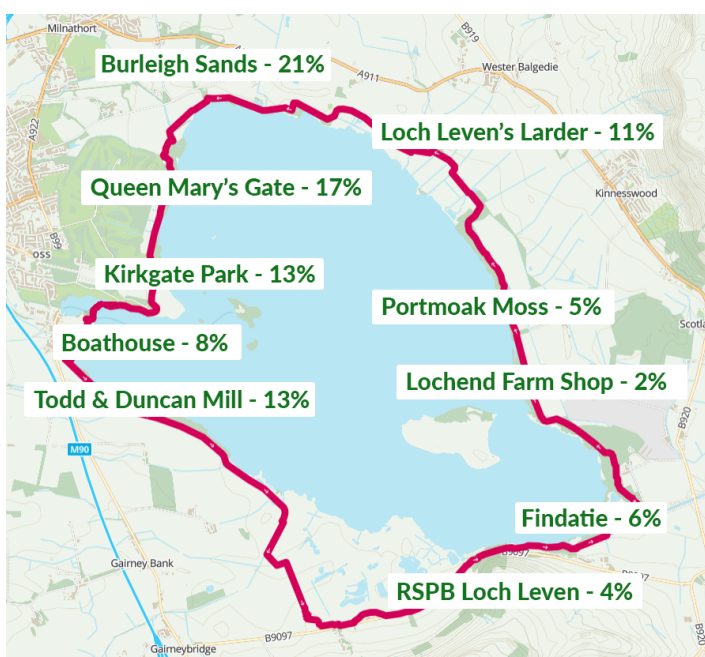 Milnathort
B919
Burleigh Sands - 21%
Wester Balgedie
A911
A922
Loch Leven's Larder - 11%
Queen Mary's Gate - 17%
Kinnesswood
B99
oss
Kirkgate Park - 13%
Portmoak Moss - 5%
Scotla
Boathouse - 8%
Lochend Farm Shop - 2%
Todd & Duncan Mill - 13%
B920
M90
Findatie - 6%
B9097
Gairney Bank
B9097
RSPB Loch Leven - 4%
B9097
B920
Gairneybridge